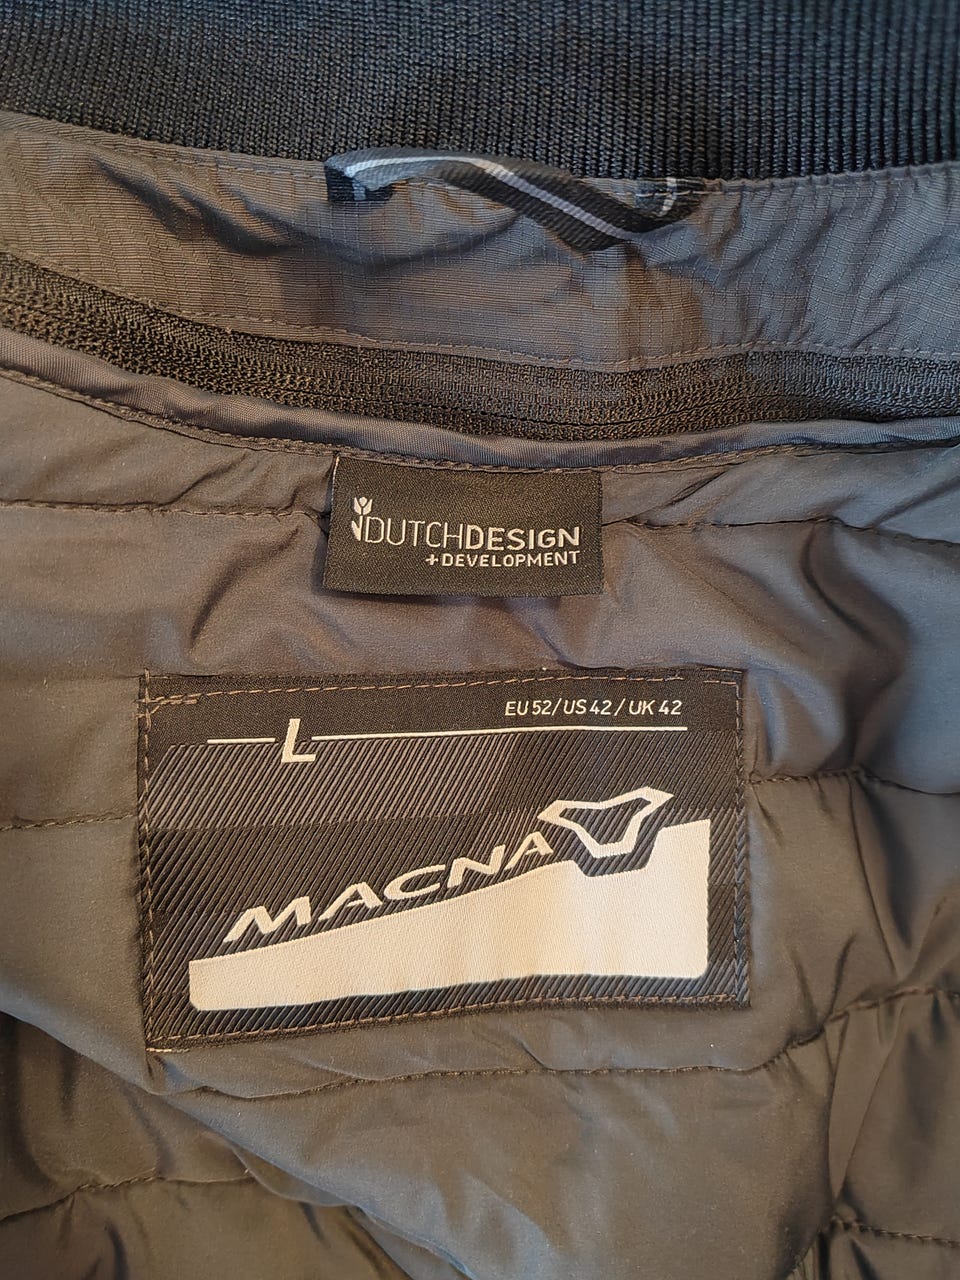 DUTCHDESIGN
+DEVELOPMENT
L
EU 52/US 42/UK 42
MACNA